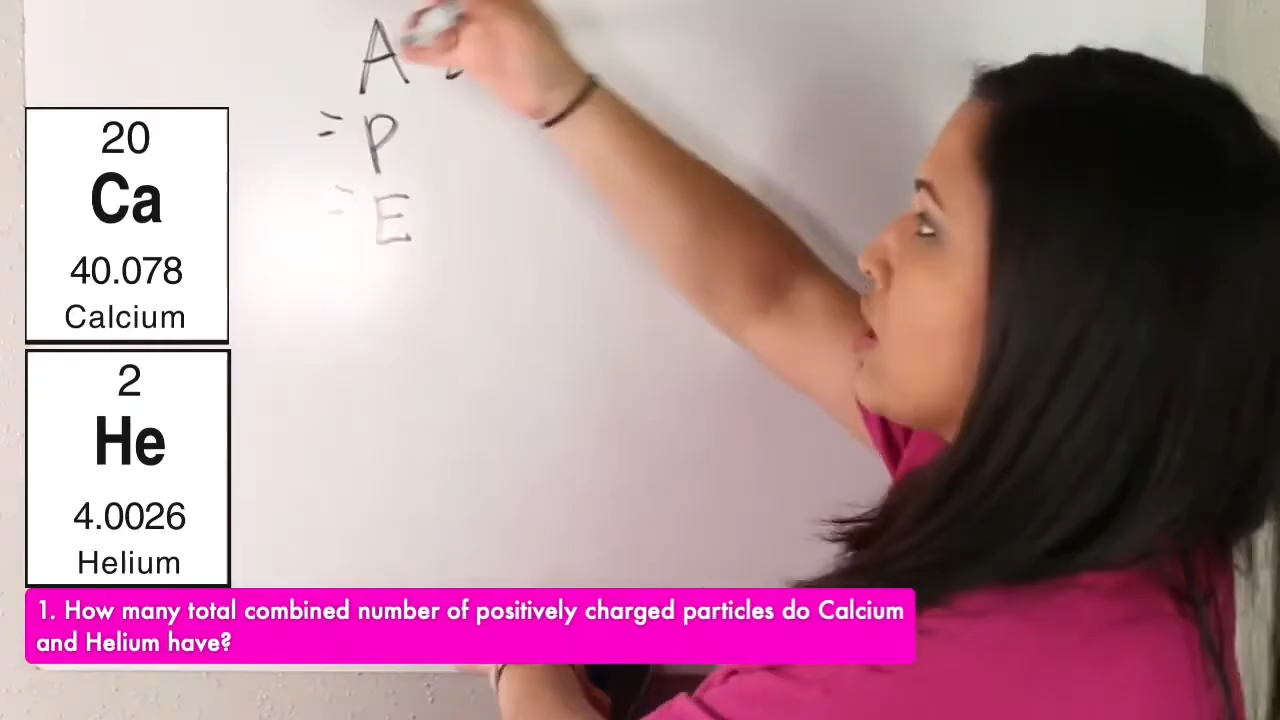 A
= P
= E
20
Ca
40.078
Calcium
2
He
4.0026
Helium
1. How many total combined number of positively charged particles do Calcium
and Helium have?